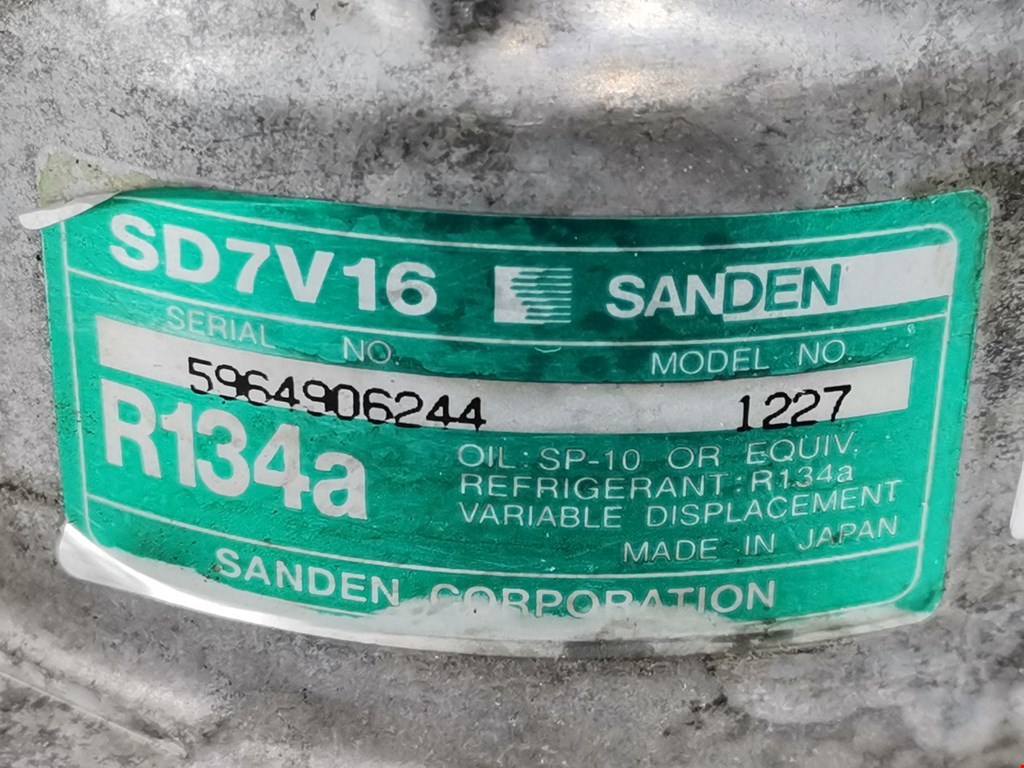 SD7V16 SANDEN
SERIAL NO. MODEL NO.
5964906244 1227
R134a
OIL: SP-10 OR EQUIV.
REFRIGERANT: R134a
VARIABLE DISPLACEMENT
MADE IN JAPAN
SANDEN CORPORATION